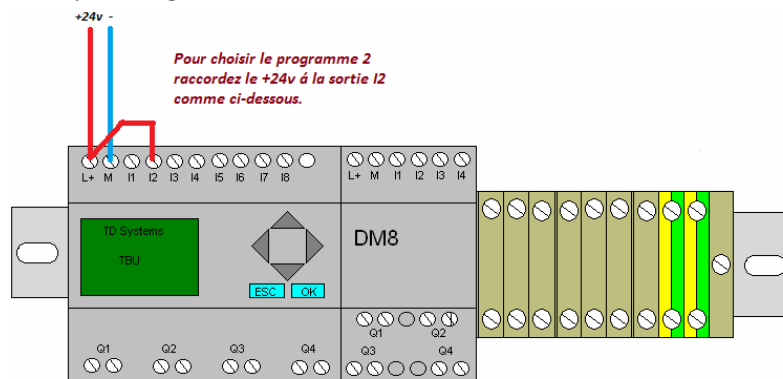 +24v -
Pour choisir le programme 2
raccordez le +24v á la sortie I2
comme ci-dessous.
L+ M I1 I2 I3 I4 I5 I6 I7 I8
L+ M I1 I2 I3 I4
TD Systems
TBU
DM8
ESC OK
Q1 Q2
Q1 Q2 Q3 Q4
Q3 Q4